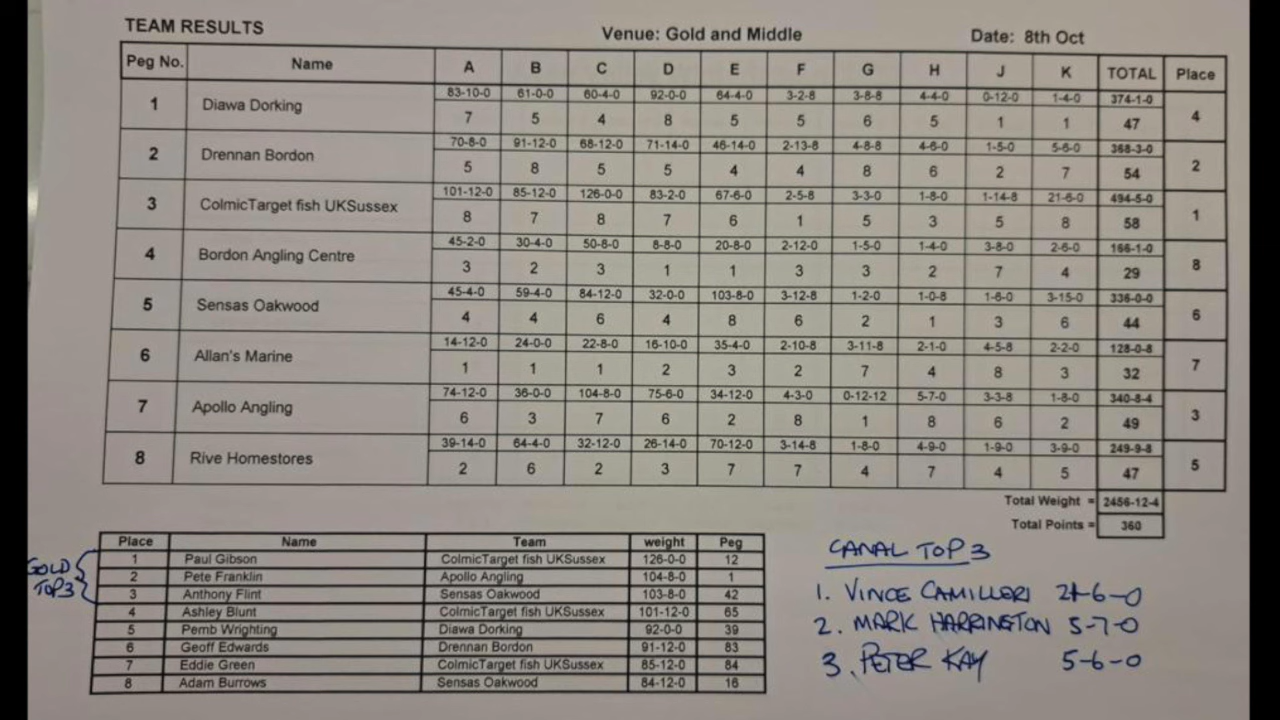 TEAM RESULTS Venue: Gold and Middle Date: 8th Oct
Peg No. Name A B C D E F G H J K TOTAL Place
83-10-0 61-0-0 60-4-0 92-0-0 64-4-0 3-2-8 3-8-8 4-4-0 0-12-0 1-4-0 374-1-0
1 Diawa Dorking 7 5 4 8 5 5 6 5 1 1 47 4
70-8-0 91-12-0 68-12-0 71-14-0 46-14-0 2-13-8 4-8-8 4-6-0 1-5-0 5-6-0 368-3-0
2 Drennan Bordon 5 8 5 5 4 4 8 6 2 7 54 2
101-12-0 85-12-0 126-0-0 83-2-0 67-6-0 2-5-8 3-3-0 1-8-0 1-14-8 21-6-0 494-5-0
3 ColmicTarget fish UKSussex 8 7 8 7 6 1 5 3 5 8 58 1
45-2-0 30-4-0 50-8-0 8-8-0 20-8-0 2-12-0 1-5-0 1-4-0 3-8-0 2-6-0 166-1-0
4 Bordon Angling Centre 3 2 3 1 1 3 3 2 7 4 29 8
45-4-0 59-4-0 84-12-0 32-0-0 103-8-0 3-12-8 1-2-0 1-0-8 1-6-0 3-15-0 336-0-0
5 Sensas Oakwood 4 4 6 4 8 6 2 1 3 6 44 6
14-12-0 24-0-0 22-8-0 16-10-0 35-4-0 2-10-8 3-11-8 2-1-0 4-5-8 2-2-0 128-0-8
6 Allan's Marine 1 1 1 2 3 2 7 4 8 3 32 7
74-12-0 36-0-0 104-8-0 75-6-0 34-12-0 4-3-0 0-12-12 5-7-0 3-3-8 1-8-0 340-8-4
7 Apollo Angling 6 3 7 6 2 8 1 8 6 2 49 3
39-14-0 64-4-0 32-12-0 26-14-0 70-12-0 3-14-8 1-8-0 4-9-0 1-9-0 3-9-0 249-9-8
8 Rive Homestores 2 6 2 3 7 7 4 7 4 5 47 5
Total Weight = 2456-12-4
Total Points = 360
Place Name Team weight Peg
1 Paul Gibson ColmicTarget fish UKSussex 126-0-0 12
2 Pete Franklin Apollo Angling 104-8-0 1
3 Anthony Flint Sensas Oakwood 103-8-0 42
4 Ashley Blunt ColmicTarget fish UKSussex 101-12-0 65
5 Pemb Wrighting Diawa Dorking 92-0-0 39
6 Geoff Edwards Drennan Bordon 91-12-0 83
7 Eddie Green ColmicTarget fish UKSussex 85-12-0 84
8 Adam Burrows Sensas Oakwood 84-12-0 16
GOLD
TOP3
CANAL TOP 3
1. VINCE CAMILLERI 21-6-0
2. MARK HARRINGTON 5-7-0
3. PETER KAY 5-6-0